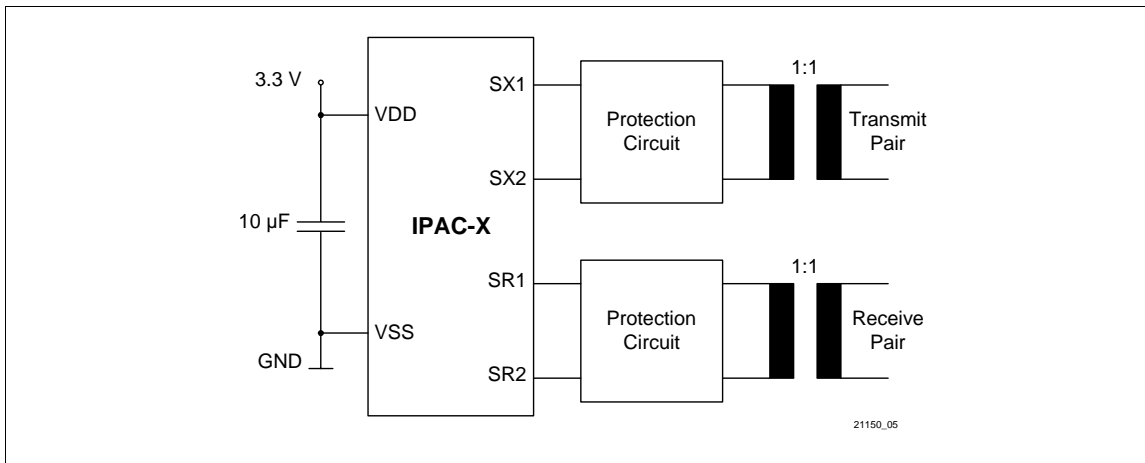 3.3 V
VDD
10 µF
VSS
GND
IPAC-X
SX1
SX2
SR1
SR2
Protection
Circuit
1:1
Transmit
Pair
Protection
Circuit
1:1
Receive
Pair
21150_05